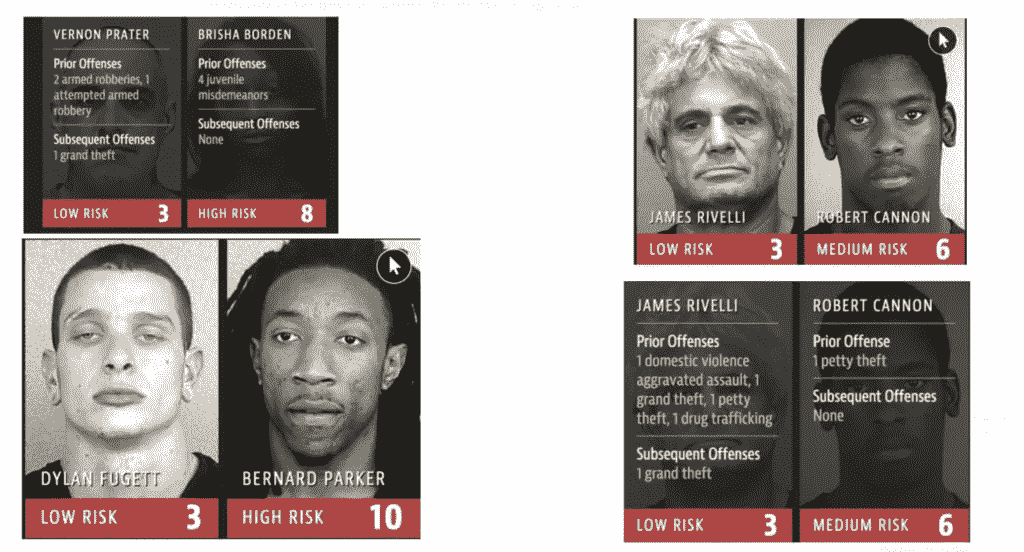 VERNON PRATER
Prior Offenses
2 armed robberies, 1
attempted armed
robbery
Subsequent Offenses
1 grand theft
LOW RISK 3
BRISHA BORDEN
Prior Offenses
4 juvenile
misdemeanors
Subsequent Offenses
None
HIGH RISK 8
JAMES RIVELLI
LOW RISK 3
ROBERT CANNON
MEDIUM RISK 6
DYLAN FUGETT
LOW RISK 3
BERNARD PARKER
HIGH RISK 10
JAMES RIVELLI
Prior Offenses
1 domestic violence
aggravated assault, 1
grand theft, 1 petty
theft, 1 drug trafficking
Subsequent Offenses
1 grand theft
LOW RISK 3
ROBERT CANNON
Prior Offense
1 petty theft
Subsequent Offenses
None
MEDIUM RISK 6